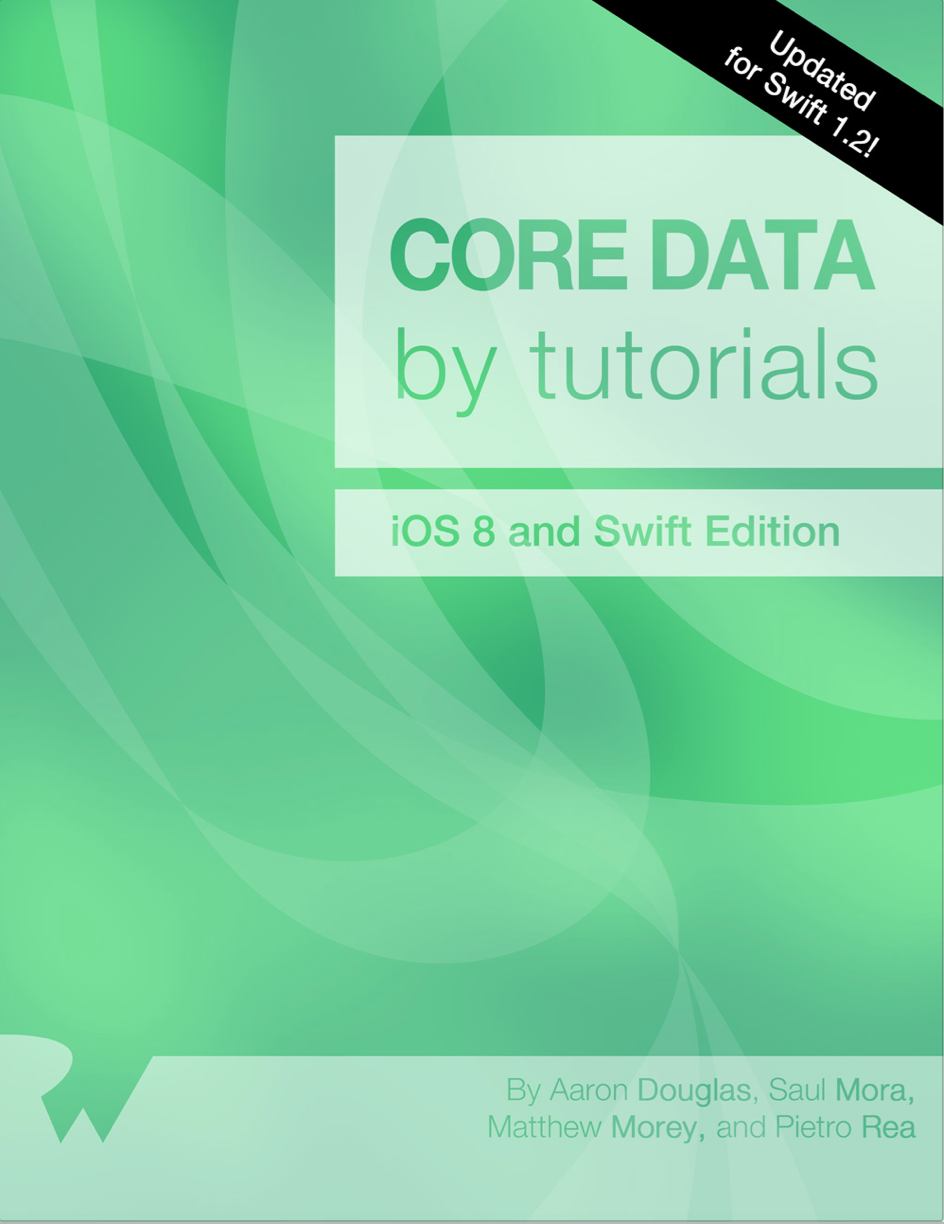 Updated
for Swift 1.2!
CORE DATA
by tutorials
iOS 8 and Swift Edition
By Aaron Douglas, Saul Mora,
Matthew Morey, and Pietro Rea